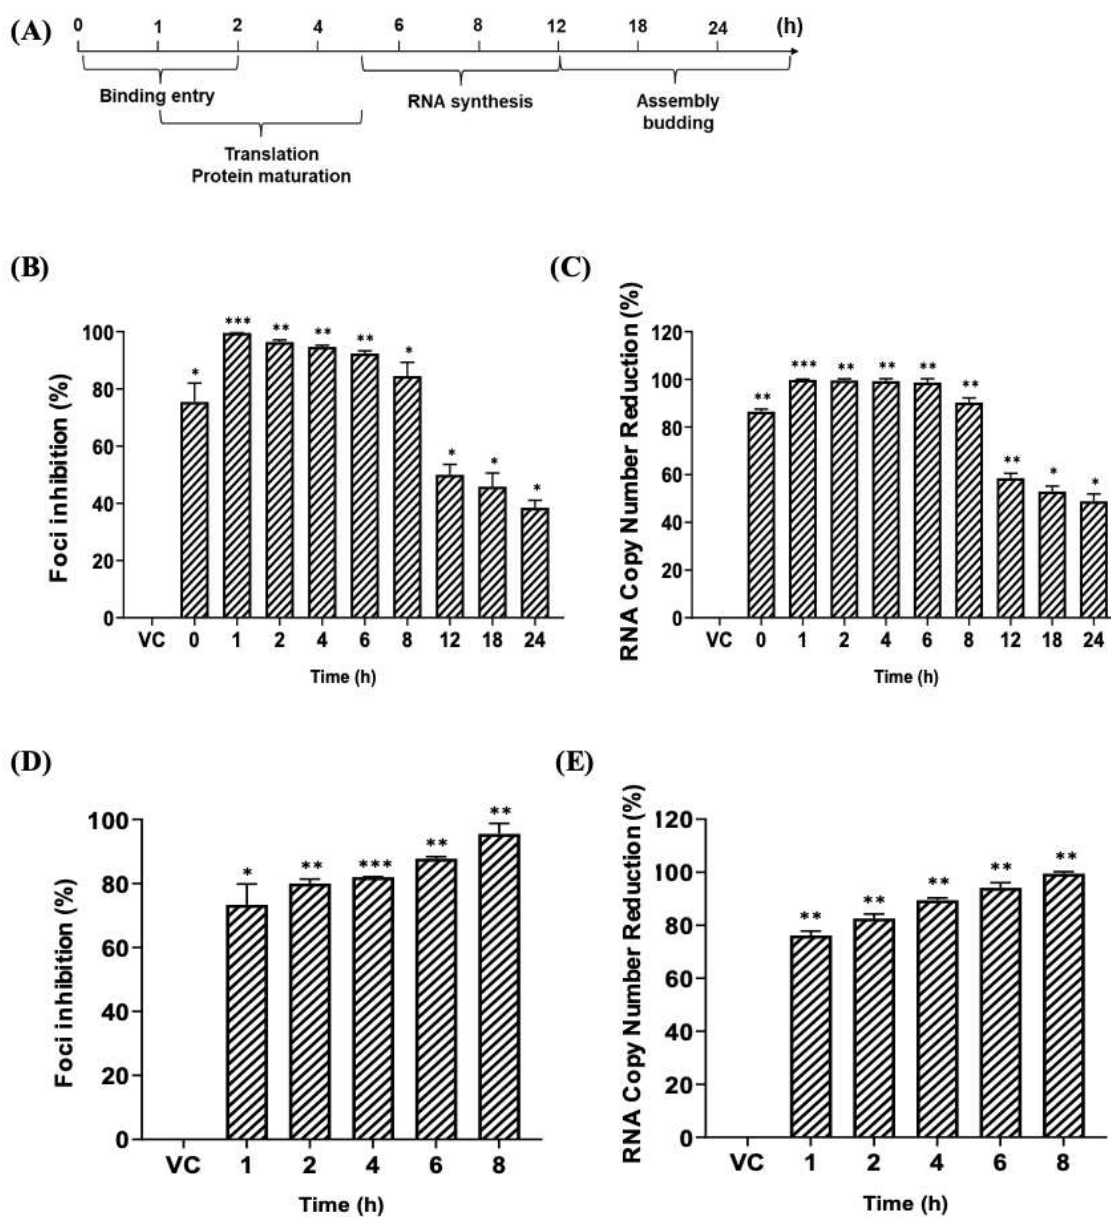 (A)
0 1 2 4 6 8 12 18 24 (h)
Binding entry
RNA synthesis
Assembly
budding
Translation
Protein maturation
(B)
Foci inhibition (%)
100
80
60
40
20
0
* *** ** ** ** * * * *
VC 0 1 2 4 6 8 12 18 24
Time (h)
(C)
RNA Copy Number Reduction (%)
120
100
80
60
40
20
0
** *** ** ** ** ** ** * *
VC 0 1 2 4 6 8 12 18 24
Time (h)
(D)
Foci inhibition (%)
100
80
60
40
20
0
* ** *** ** **
VC 1 2 4 6 8
Time (h)
(E)
RNA Copy Number Reduction (%)
120
100
80
60
40
20
0
** ** ** ** **
VC 1 2 4 6 8
Time (h)